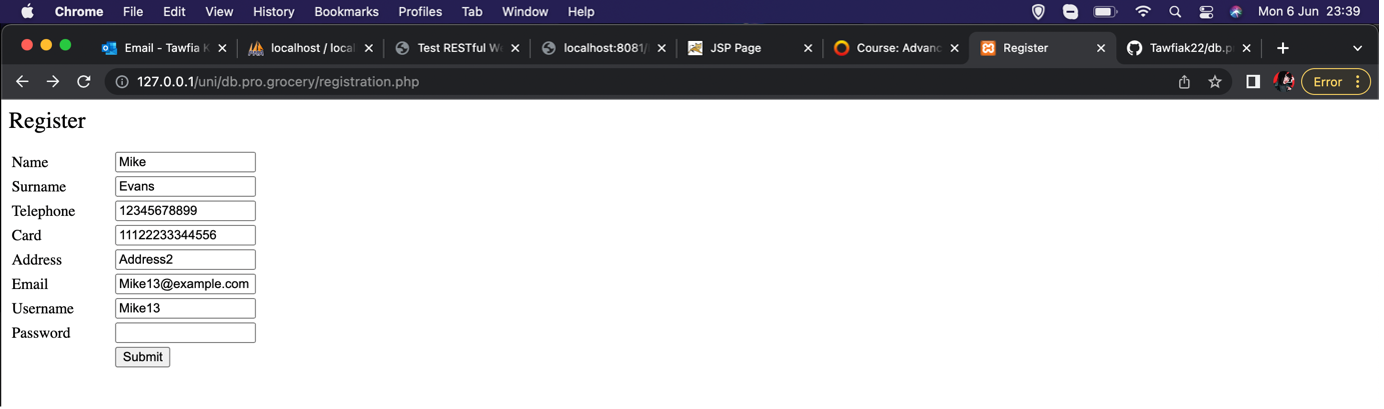 Chrome File Edit View History Bookmarks Profiles Tab Window Help Mon 6 Jun 23:39
Email - Tawfia K localhost / local Test RESTful W localhost:8081/ JSP Page Course: Advanc Register Tawfiak22/db.p
127.0.0.1/uni/db.pro.grocery/registration.php Error
Register
Name Mike
Surname Evans
Telephone 12345678899
Card 11122233344556
Address Address2
Email Mike13@example.com
Username Mike13
Password
Submit